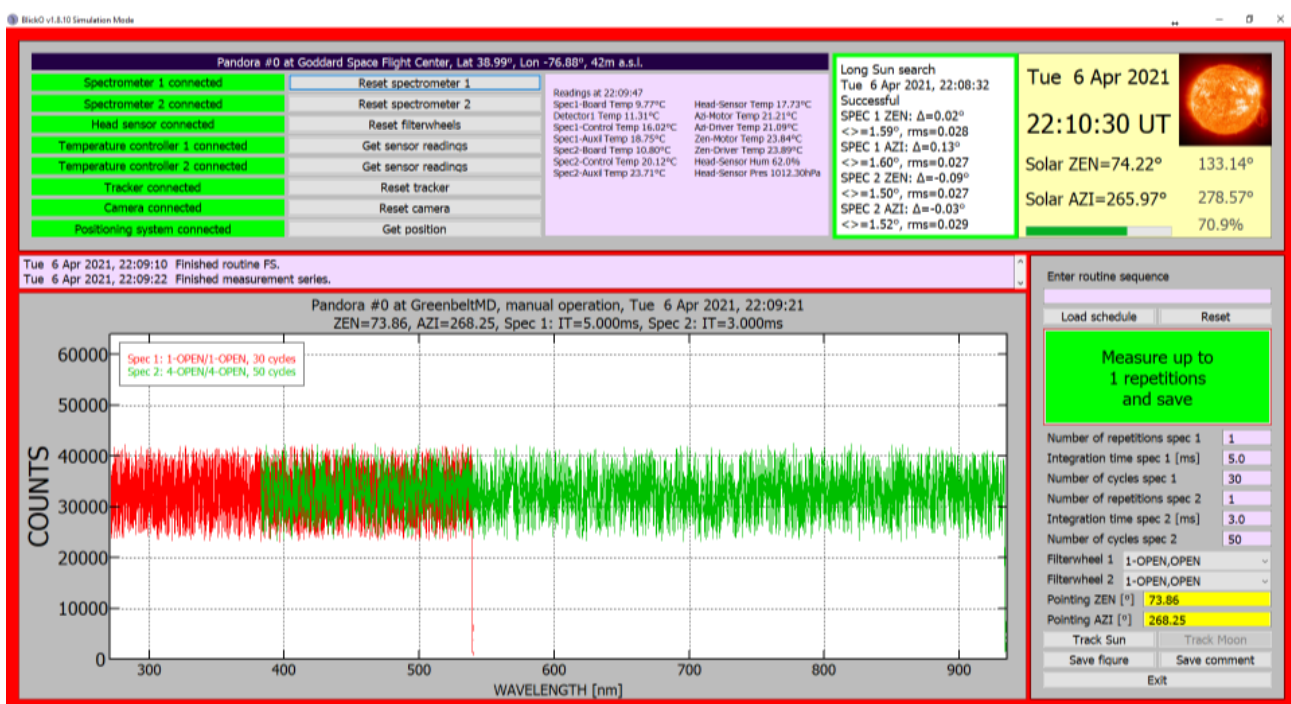 BlickO v1.8.10 Simulation Mode
Pandora #0 at Goddard Space Flight Center, Lat 38.99°, Lon -76.88°, 42m a.s.l.
Spectrometer 1 connected
Reset spectrometer 1
Spectrometer 2 connected
Reset spectrometer 2
Head sensor connected
Reset filterwheels
Temperature controller 1 connected
Get sensor readings
Temperature controller 2 connected
Get sensor readings
Tracker connected
Reset tracker
Camera connected
Reset camera
Positioning system connected
Get position
Readings at 22:09:47
Spec1-Board Temp 9.77°C
Detector1 Temp 11.31°C
Spec1-Control Temp 16.02°C
Spec1-Auxil Temp 18.75°C
Spec2-Board Temp 10.80°C
Spec2-Control Temp 20.12°C
Spec2-Auxil Temp 23.71°C
Head-Sensor Temp 17.73°C
Azi-Motor Temp 21.21°C
Azi-Driver Temp 21.09°C
Zen-Motor Temp 23.84°C
Zen-Driver Temp 23.89°C
Head-Sensor Hum 62.0%
Head-Sensor Pres 1012.30hPa
Long Sun search
Tue 6 Apr 2021, 22:08:32
Successful
SPEC 1 ZEN: Δ=0.02°
<>=1.59°, rms=0.028
SPEC 1 AZI: Δ=0.13°
<>=1.60°, rms=0.027
SPEC 2 ZEN: Δ=-0.09°
<>=1.50°, rms=0.027
SPEC 2 AZI: Δ=-0.03°
<>=1.52°, rms=0.029
Tue 6 Apr 2021
22:10:30 UT
Solar ZEN=74.22° 133.14°
Solar AZI=265.97° 278.57°
70.9%
Tue 6 Apr 2021, 22:09:10 Finished routine FS.
Tue 6 Apr 2021, 22:09:22 Finished measurement series.
Pandora #0 at GreenbeltMD, manual operation, Tue 6 Apr 2021, 22:09:21
ZEN=73.86, AZI=268.25, Spec 1: IT=5.000ms, Spec 2: IT=3.000ms
Spec 1: 1-OPEN/1-OPEN, 30 cycles
Spec 2: 4-OPEN/4-OPEN, 50 cycles
COUNTS
60000
50000
40000
30000
20000
10000
0
300 400 500 600 700 800 900
WAVELENGTH [nm]
Enter routine sequence
Load schedule
Reset
Measure up to
1 repetitions
and save
Number of repetitions spec 1 1
Integration time spec 1 [ms] 5.0
Number of cycles spec 1 30
Number of repetitions spec 2 1
Integration time spec 2 [ms] 3.0
Number of cycles spec 2 50
Filterwheel 1 1-OPEN,OPEN
Filterwheel 2 1-OPEN,OPEN
Pointing ZEN [°] 73.86
Pointing AZI [°] 268.25
Track Sun
Track Moon
Save figure
Save comment
Exit